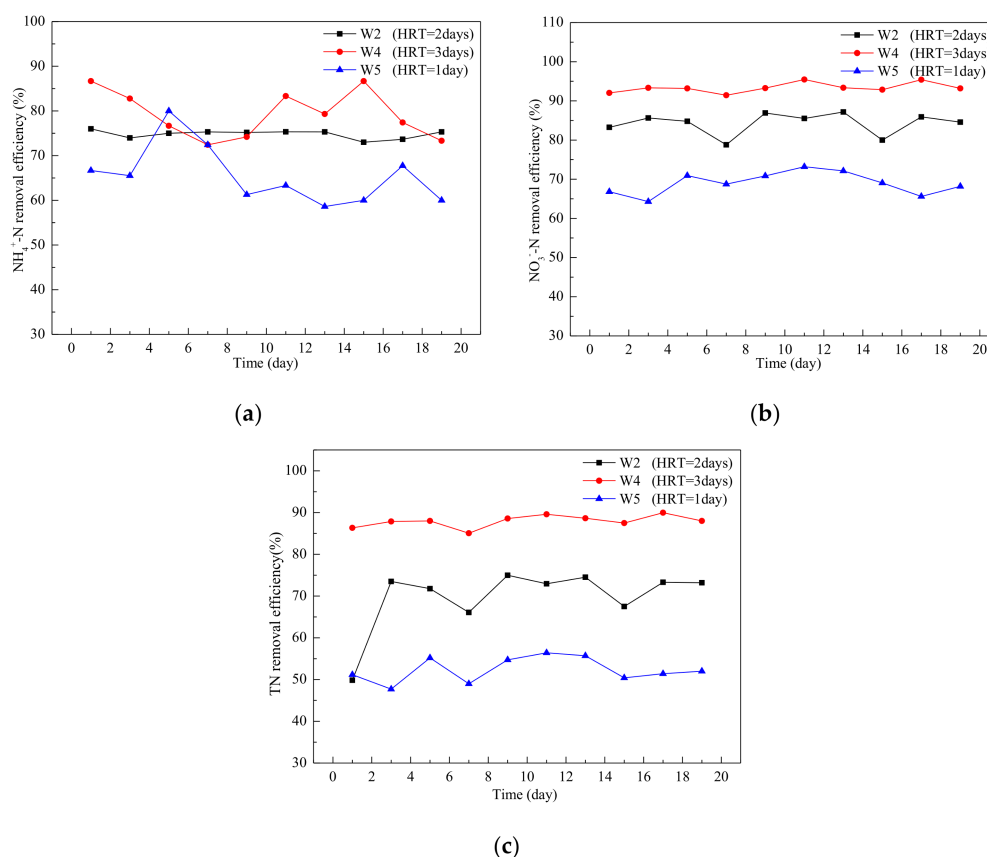 100
90
80
70
60
50
40
30
NH₄⁺-N removal efficiency (%)
W2 (HRT=2days)
W4 (HRT=3days)
W5 (HRT=1day)
0 2 4 6 8 10 12 14 16 18 20
Time (day)
(a)
110
100
90
80
70
60
50
40
30
NO₃⁻-N removal efficiency (%)
W2 (HRT=2days
W4 (HRT=3days
W5 (HRT=1day)
0 2 4 6 8 10 12 14 16 18 20
Time (day)
(b)
100
90
80
70
60
50
40
30
TN removal efficiency(%)
W2 (HRT=2days)
W4 (HRT=3days)
W5 (HRT=1day)
0 2 4 6 8 10 12 14 16 18 20
Time (day)
(c)